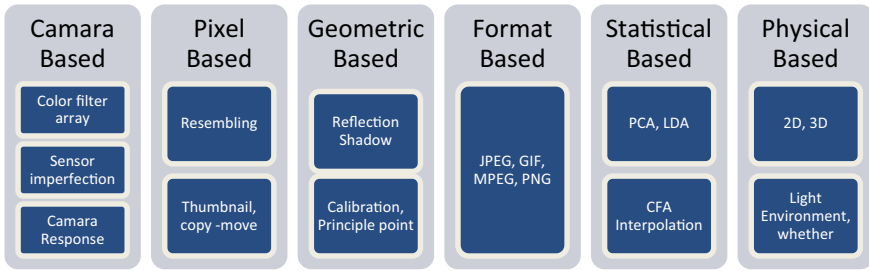 Camara
Based
Color filter
array
Sensor
imperfection
Camara
Response
Pixel
Based
Resembling
Thumbnail,
copy -move
Geometric
Based
Reflection
Shadow
Calibration,
Principle point
Format
Based
JPEG, GIF,
MPEG, PNG
Statistical
Based
PCA, LDA
CFA
Interpolation
Physical
Based
2D, 3D
Light
Environment,
whether